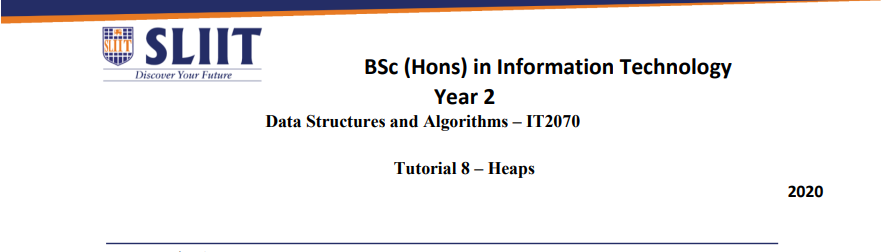 SLIIT
SLIIT
Discover Your Future
BSc (Hons) in Information Technology
Year 2
Data Structures and Algorithms – IT2070
Tutorial 8 – Heaps
2020